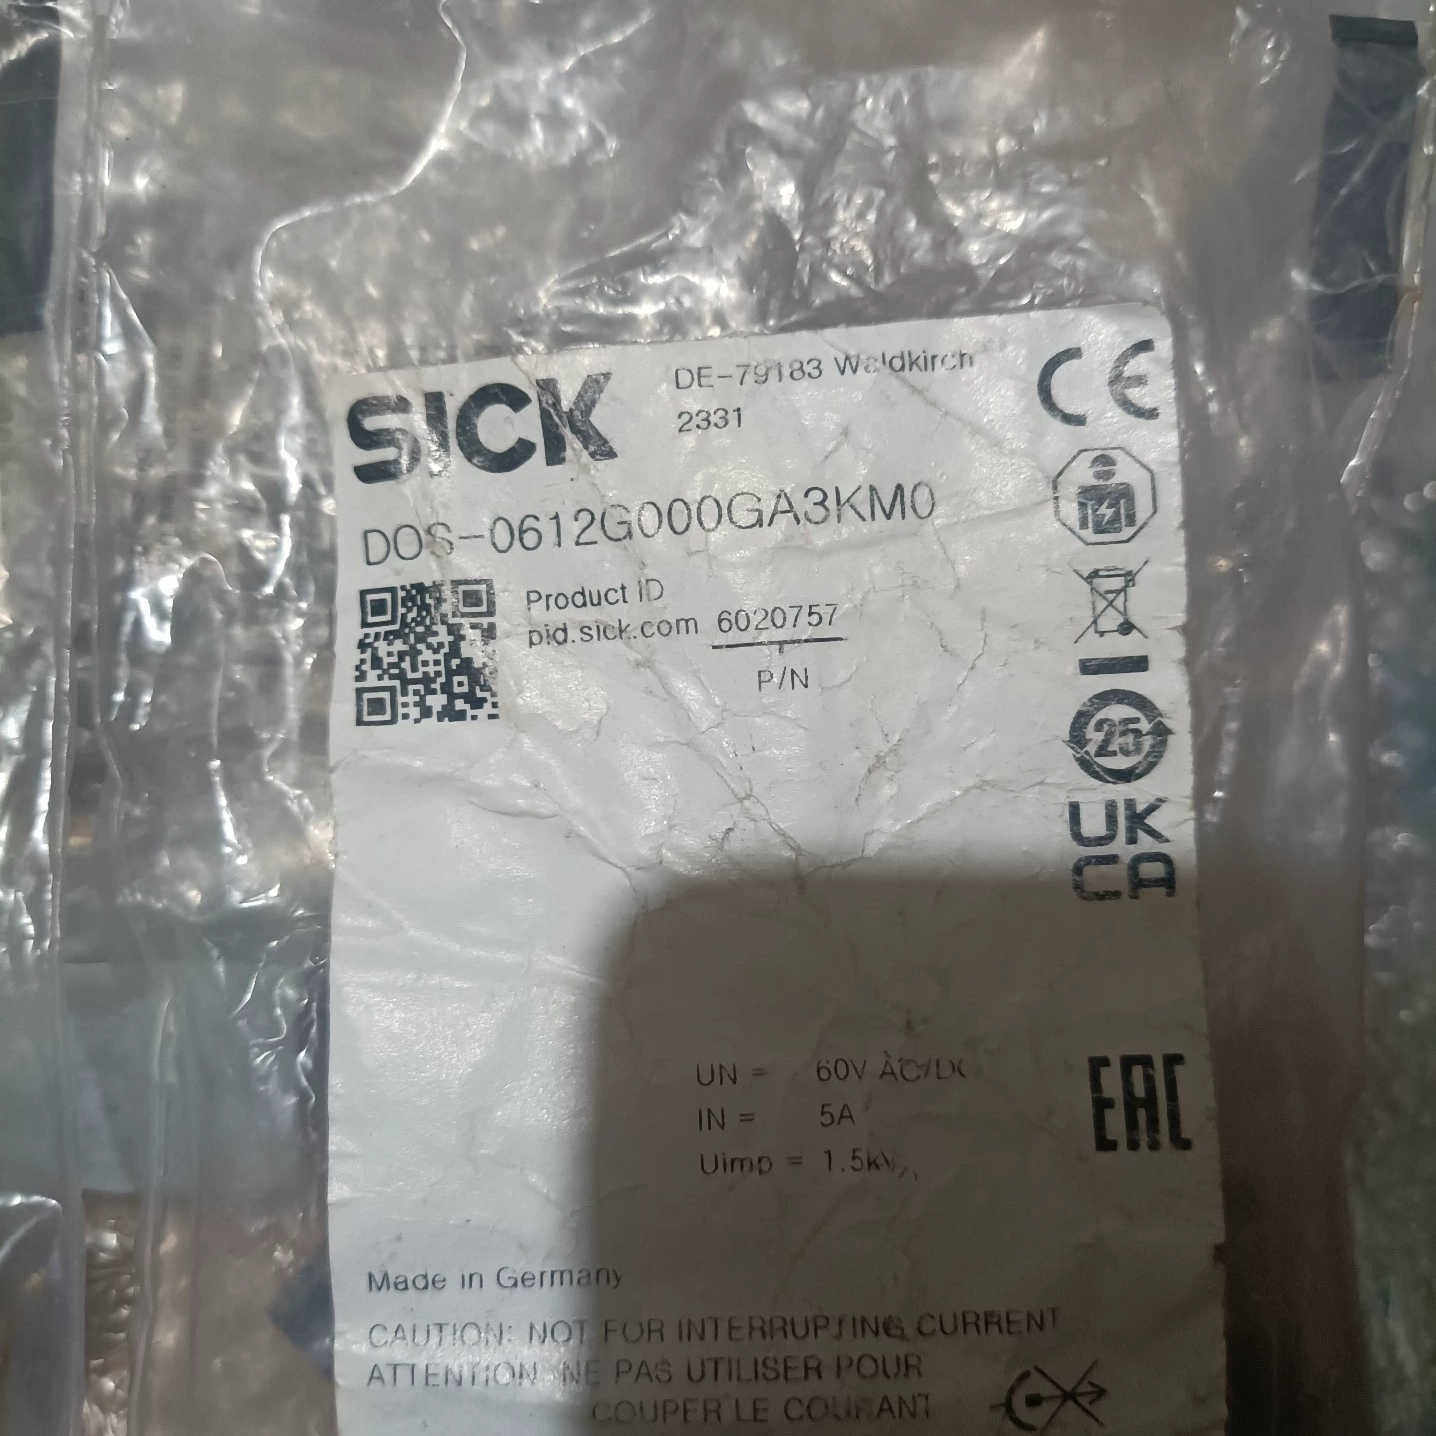 SICK
DE-79183 Waldkirch
2331
CE
DOS-0612G000GA3KM0
Product ID
pid.sick.com 6020757
P/N
25
UK
CA
UN = 60V AC/DC
IN = 5A
Uimp = 1.5kV
EAC
Made in Germany
CAUTION: NOT FOR INTERRUPTING CURRENT
ATTENTION: NE PAS UTILISER POUR
COUPER LE COURANT